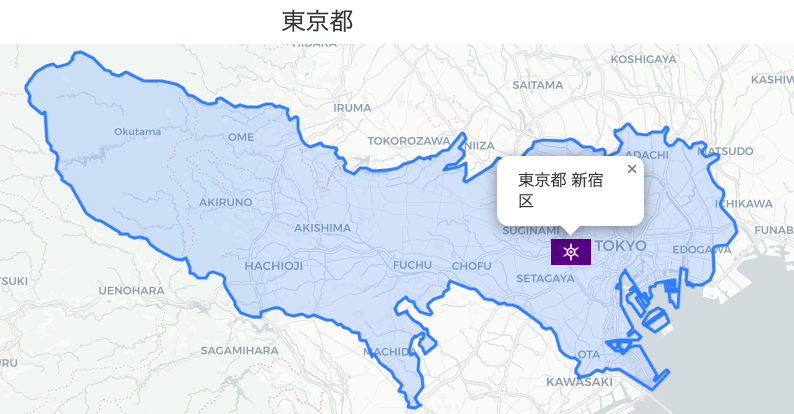 東京都
HIDAKA
KOSHIGAYA
SAITAMA
KASHIW
IRUMA
Okutama
OME
TOKOROZAWA
NIIZA
ADACHI
MATSUDO
東京都 新宿
区
×
AKIRUNO
ICHIKAWA
AKISHIMA
SUGINAMI
FUNAB
TOKYO
EDOGAWA
HACHIOJI
FUCHU
CHOFU
SETAGAYA
TSUKI
UENOHARA
SAGAMIHARA
MACHIDA
OTA
KAWASAKI